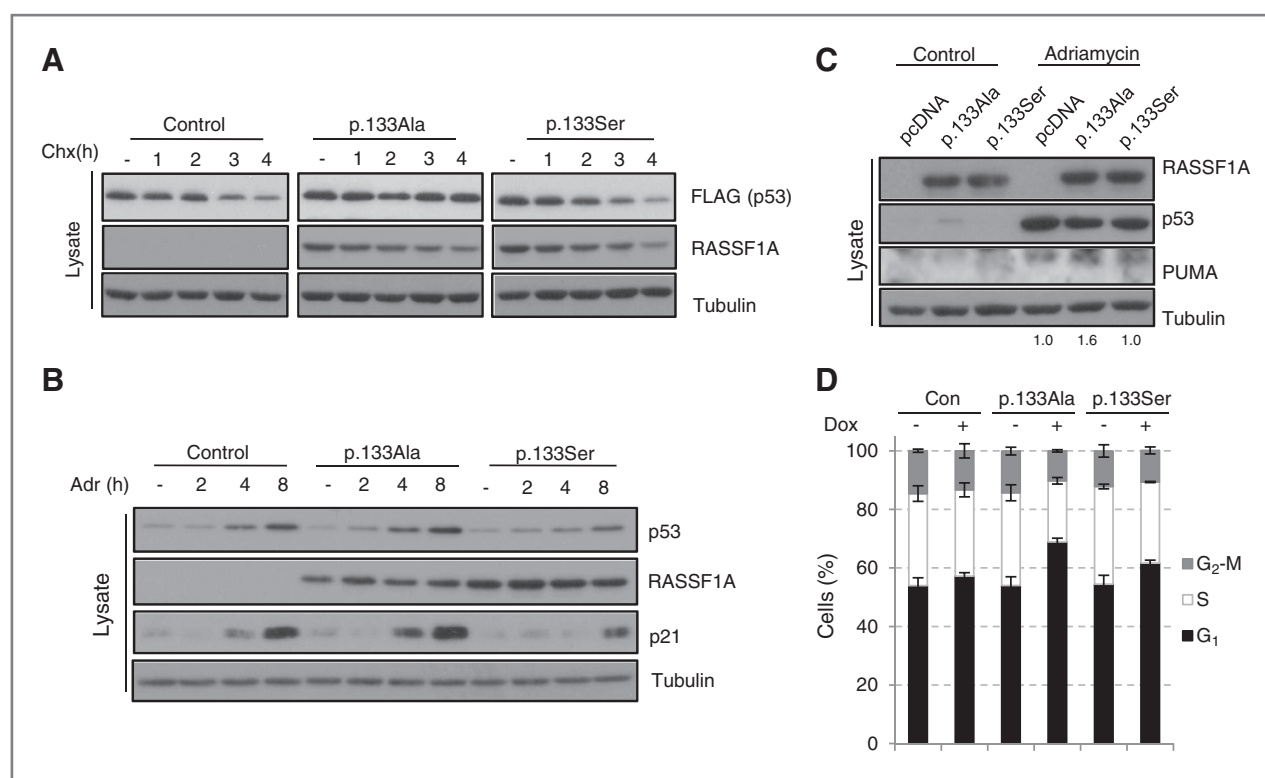 A
Control p.133Ala p.133Ser
Chx(h) - 1 2 3 4 - 1 2 3 4 - 1 2 3 4
Lysate
FLAG (p53)
RASSF1A
Tubulin
B
Control p.133Ala p.133Ser
Adr (h) - 2 4 8 - 2 4 8 - 2 4 8
Lysate
p53
RASSF1A
p21
Tubulin
C
Control Adriamycin
pcDNA p.133Ala p.133Ser pcDNA p.133Ala p.133Ser
Lysate
RASSF1A
p53
PUMA
Tubulin
1.0 1.6 1.0
D
Con p.133Ala p.133Ser
Dox - + - + - +
Cells (%)
100
80
60
40
20
0
G2-M
S
G1